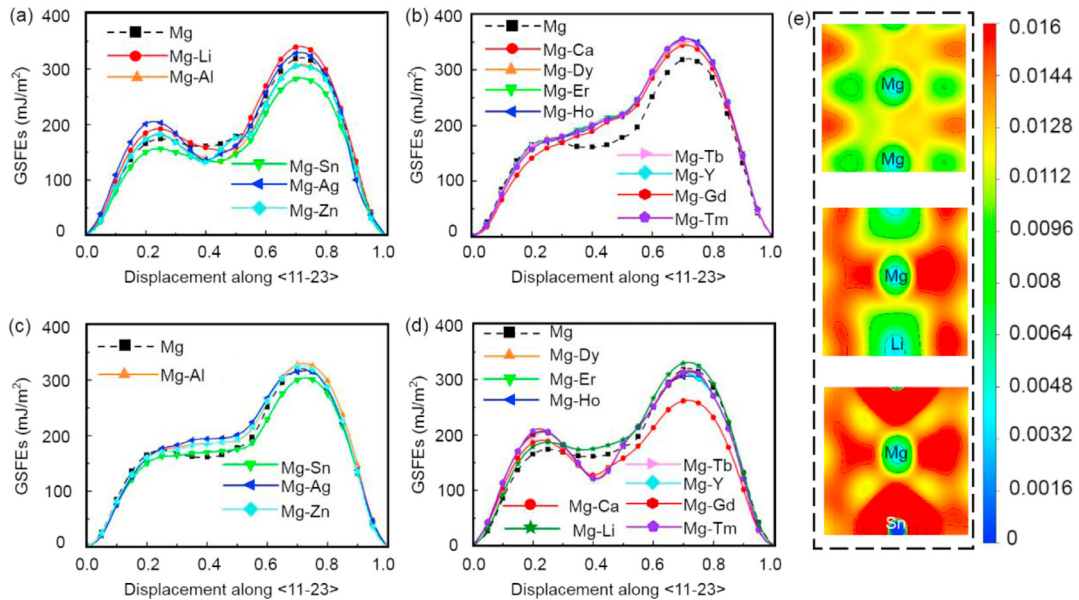 (a)
400
300
200
100
0
GSFEs (mJ/m²)
Mg
Mg-Li
Mg-Al
Mg-Sn
Mg-Ag
Mg-Zn
0.0 0.2 0.4 0.6 0.8 1.0
Displacement along <11-23>
(b)
400
300
200
100
0
GSFEs (mJ/m²)
Mg
Mg-Ca
Mg-Dy
Mg-Er
Mg-Ho
Mg-Tb
Mg-Y
Mg-Gd
Mg-Tm
0.0 0.2 0.4 0.6 0.8 1.0
Displacement along <11-23>
(c)
400
300
200
100
0
GSFEs (mJ/m²)
Mg
Mg-Al
Mg-Sn
Mg-Ag
Mg-Zn
0.0 0.2 0.4 0.6 0.8 1.0
Displacement along <11-23>
(d)
400
300
200
100
0
GSFEs (mJ/m²)
Mg
Mg-Dy
Mg-Er
Mg-Ho
Mg-Ca
Mg-Li
Mg-Tb
Mg-Y
Mg-Gd
Mg-Tm
0.0 0.2 0.4 0.6 0.8 1.0
Displacement along <11-23>
(e)
Mg
Mg
Mg
Li
Mg
Sn
0.016
0.0144
0.0128
0.0112
0.0096
0.008
0.0064
0.0048
0.0032
0.0016
0